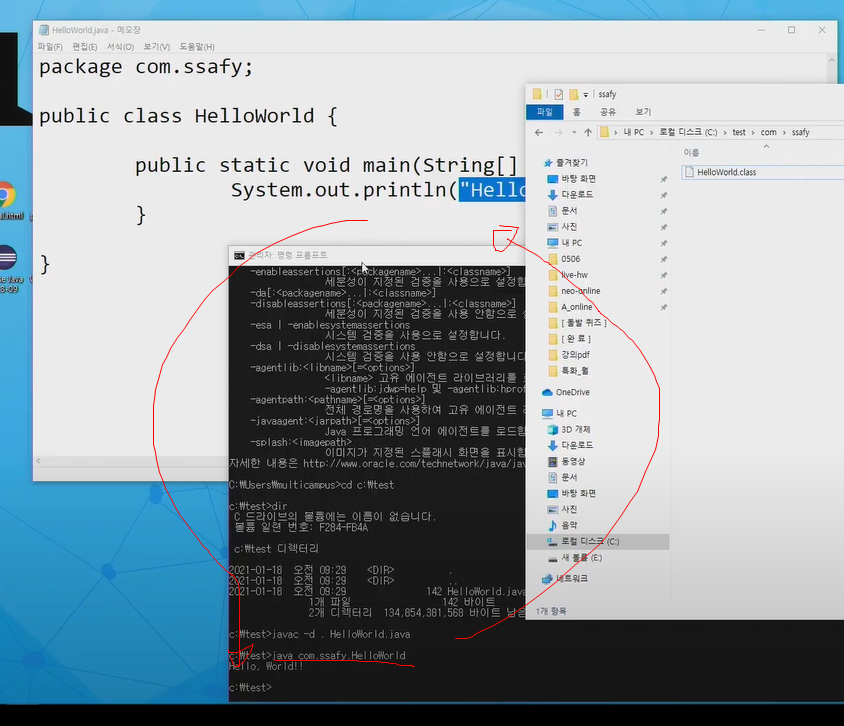 HelloWorld.java - 메모장
파일(F) 편집(E) 서식(O) 보기(V) 도움말(H)
package com.ssafy;
public class HelloWorld {
public static void main(String[]
System.out.println("Hello
}
}
관리자: 명령 프롬프트
-enableassertions[:<packagename>...|:<classname>]
세분성이 지정된 검증을 사용으로 설정합
-da[:<packagename>...|:<classname>]
-disableassertions[:<packagename>...|:<classname>]
세분성이 지정된 검증을 사용 안함으로
-esa | -enablesystemassertions
시스템 검증을 사용으로 설정합니다.
-dsa | -disablesystemassertions
시스템 검증을 사용 안함으로 설정합니다
-agentlib:<libname>[=<options>]
<libname> 고유 에이전트 라이브러리를
-agentlib:jdwp=help 및 -agentlib:hprof
-agentpath:<pathname>[=<options>]
전체 경로명을 사용하여 고유 에이전트
-javaagent:<jarpath>[=<options>]
Java 프로그래밍 언어 에이전트를 로드합
-splash:<imagepath>
이미지가 지정된 스플래시 화면을 표시합
자세한 내용은 http://www.oracle.com/technetwork/java/jav
C:\Users\multicampus>cd c:\test
c:\test>dir
C 드라이브의 볼륨에는 이름이 없습니다.
볼륨 일련 번호: F284-FB4A
c:\test 디렉터리
2021-01-18 오전 09:29 <DIR> .
2021-01-18 오전 09:29 <DIR> ..
2021-01-18 오전 09:29 142 HelloWorld.java
1개 파일 142 바이트
2개 디렉터리 134,854,381,568 바이트 남음
c:\test>javac -d . HelloWorld.java
c:\test>java com.ssafy.HelloWorld
Hello, World!!
c:\test>
ssafy
파일 홈 공유 보기
내 PC > 로컬 디스크 (C:) > test > com > ssafy
이름
HelloWorld.class
즐겨찾기
바탕 화면
다운로드
문서
사진
내 PC
0506
live-hw
neo-online
A_online
[ 돌발 퀴즈 ]
[ 완 료 ]
강의pdf
특화_월
OneDrive
내 PC
3D 개체
다운로드
동영상
문서
바탕 화면
사진
음악
로컬 디스크 (C:)
새 볼륨 (E:)
네트워크
1개 항목